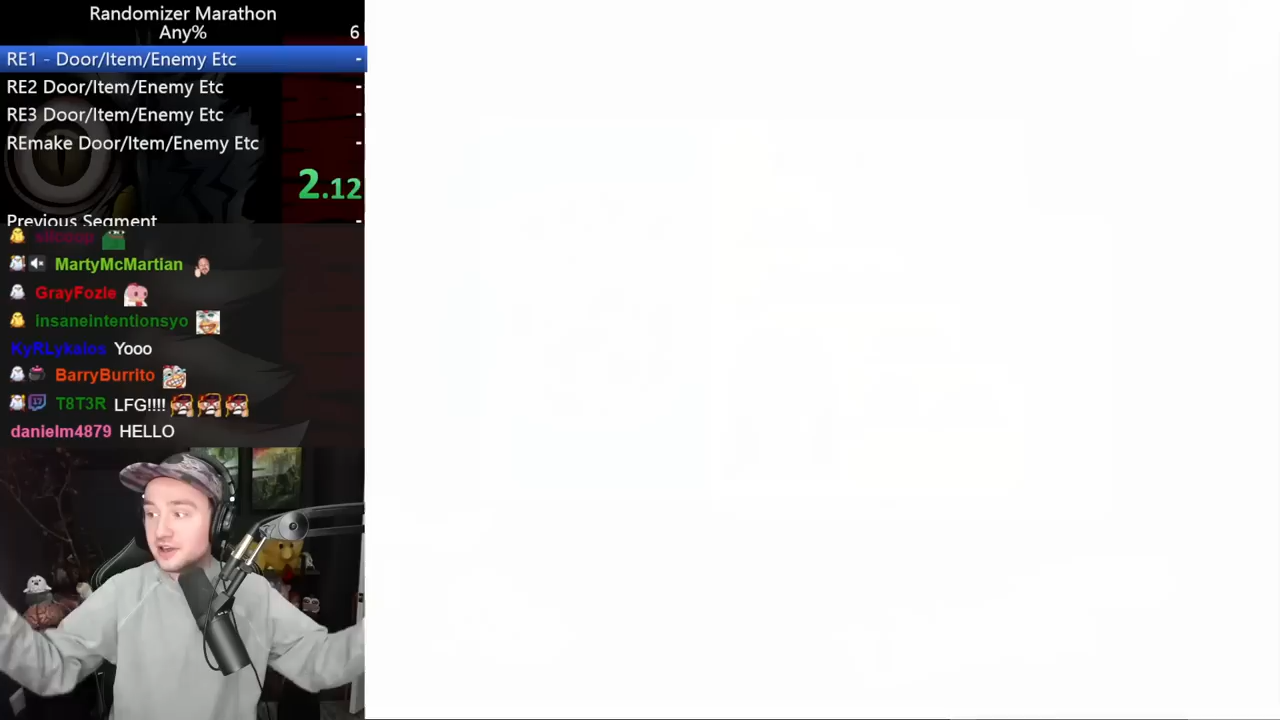 Randomizer Marathon
Any% 6
RE1 - Door/Item/Enemy Etc -
RE2 Door/Item/Enemy Etc -
RE3 Door/Item/Enemy Etc -
REmake Door/Item/Enemy Etc -
2.12
Previous Segment -
MartyMcMartian
GrayFozle
insaneintentionsyo
KyRLykaios Yooo
BarryBurrito
T8T3R LFG!!!!
danielm4879 HELLO